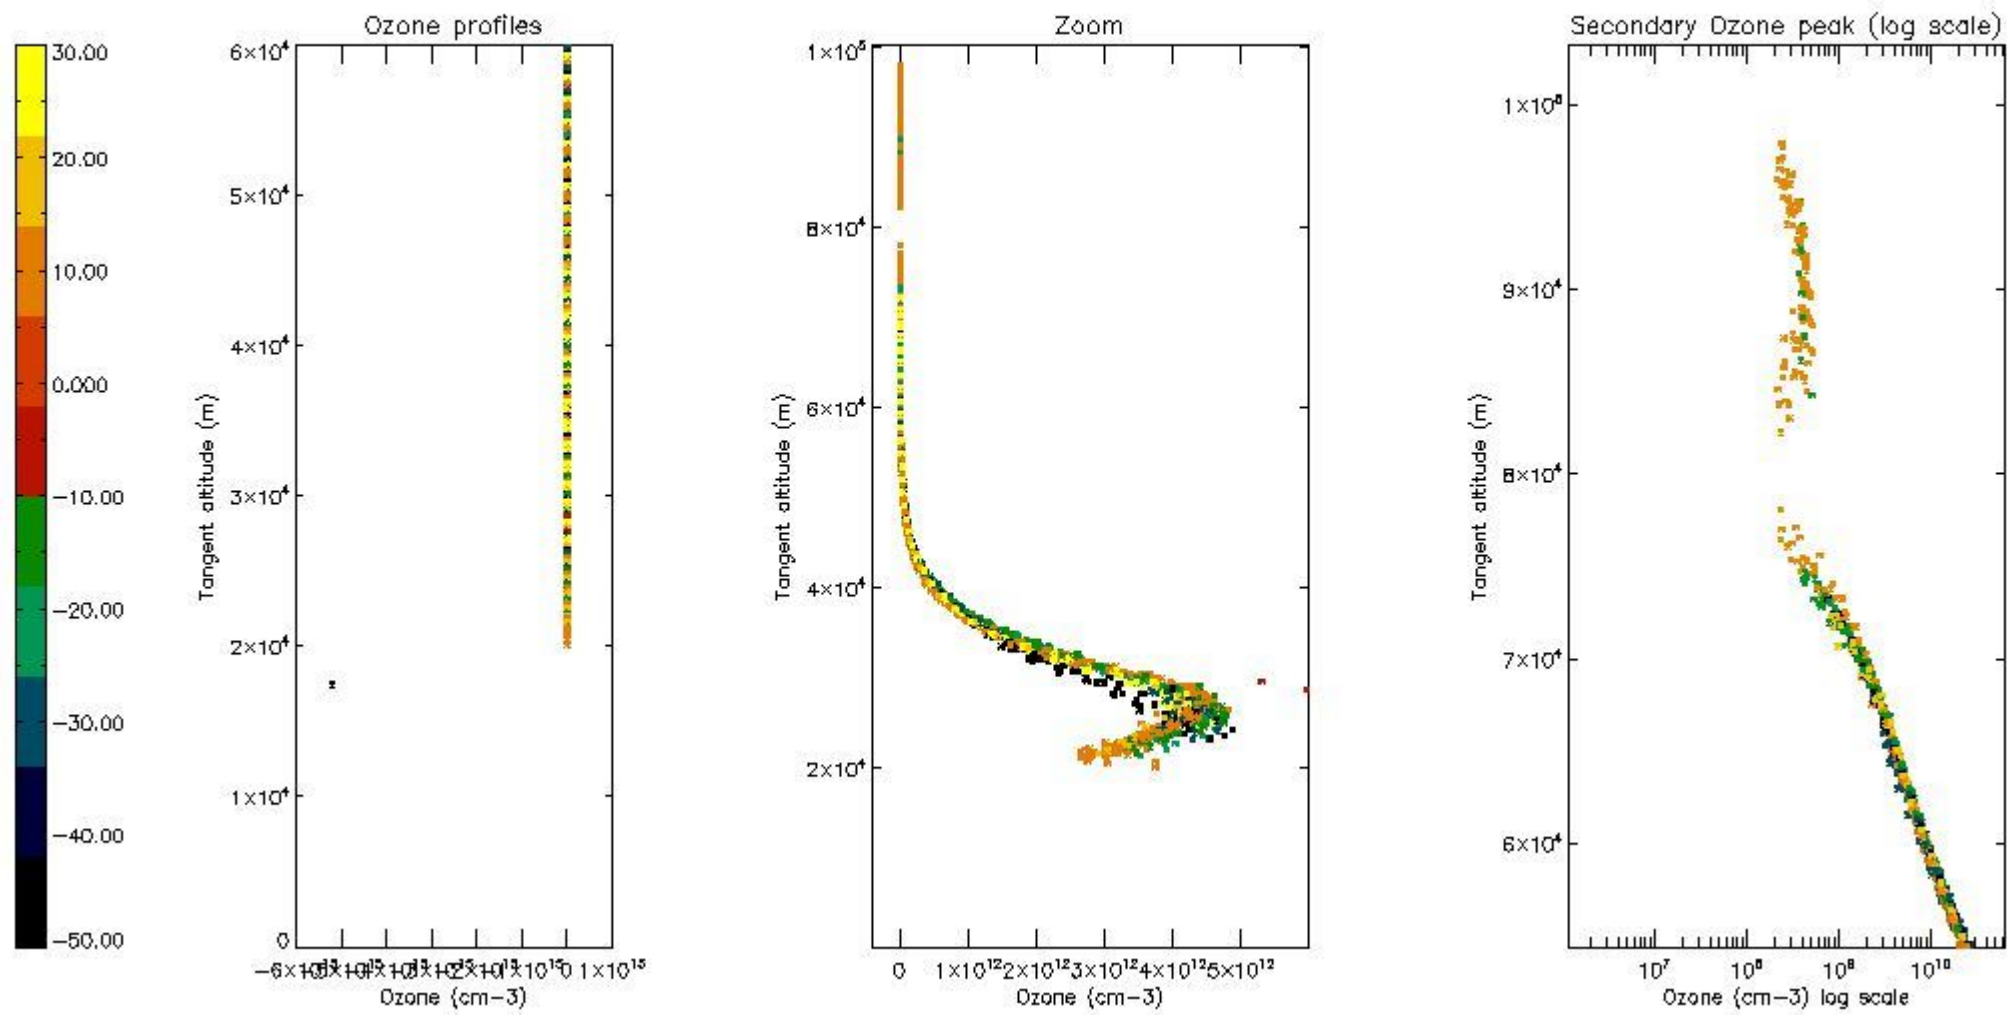 Ozone profiles
Zoom
Secondary Ozone peak (log scale)
30.00
20.00
10.00
0.000
−10.00
−20.00
−30.00
−40.00
−50.00
6×10⁴
5×10⁴
4×10⁴
3×10⁴
2×10⁴
1×10⁴
0
Tangent altitude (m)
0 1×10¹⁵
Ozone (cm−3)
1×10⁵
8×10⁴
6×10⁴
4×10⁴
2×10⁴
Tangent altitude (m)
0 1×10¹² 2×10¹² 3×10¹² 4×10¹² 5×10¹²
Ozone (cm−3)
9×10⁴
8×10⁴
7×10⁴
6×10⁴
Tangent altitude (m)
10⁷ 10⁸ 10⁹ 10¹⁰
Ozone (cm−3) log scale